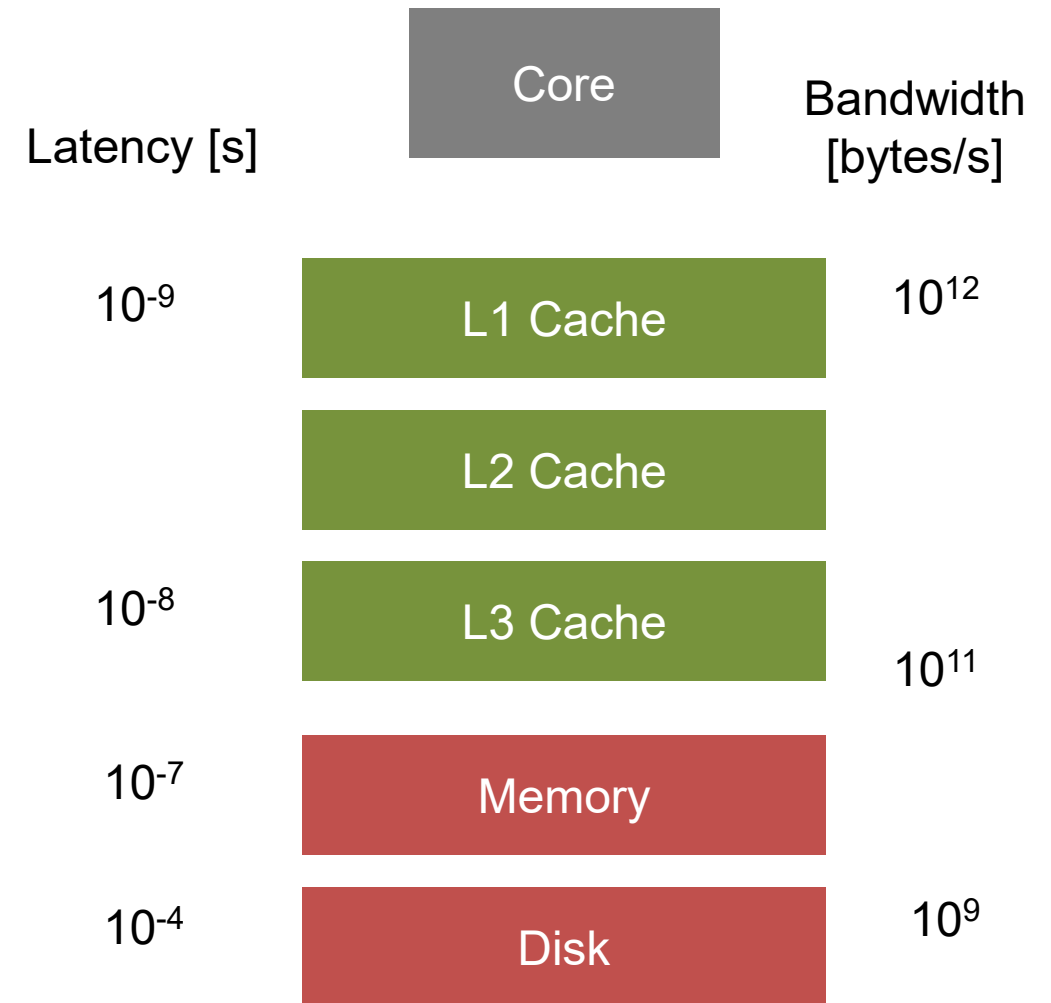 Core
Bandwidth
[bytes/s]
Latency [s]
10⁻⁹
L1 Cache
10¹²
L2 Cache
10⁻⁸
L3 Cache
10¹¹
10⁻⁷
Memory
10⁻⁴
Disk
10⁹